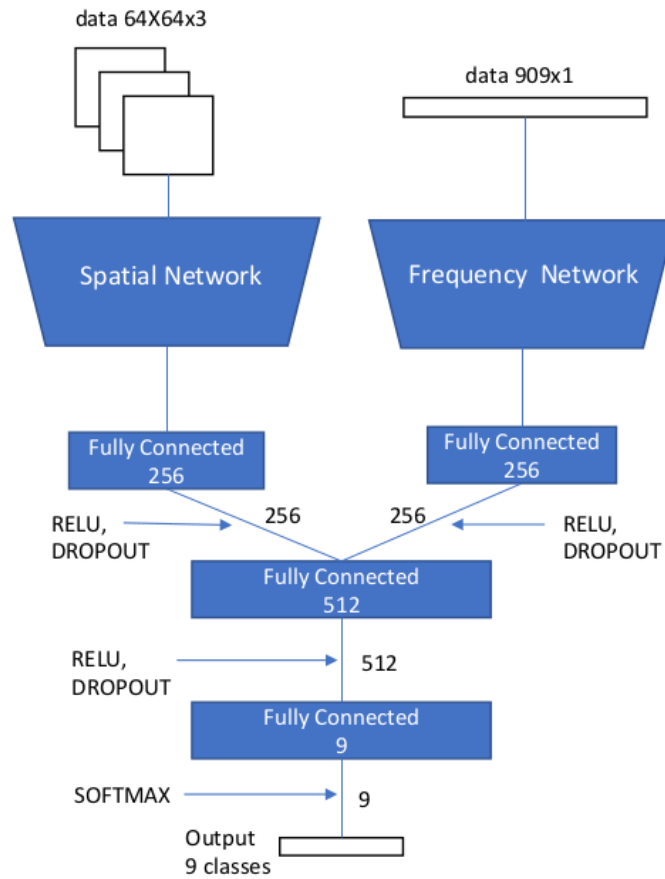 data 64X64x3
data 909x1
Spatial Network
Frequency Network
Fully Connected
256
Fully Connected
256
RELU,
DROPOUT
256
256
RELU,
DROPOUT
Fully Connected
512
RELU,
DROPOUT
512
Fully Connected
9
SOFTMAX
9
Output
9 classes